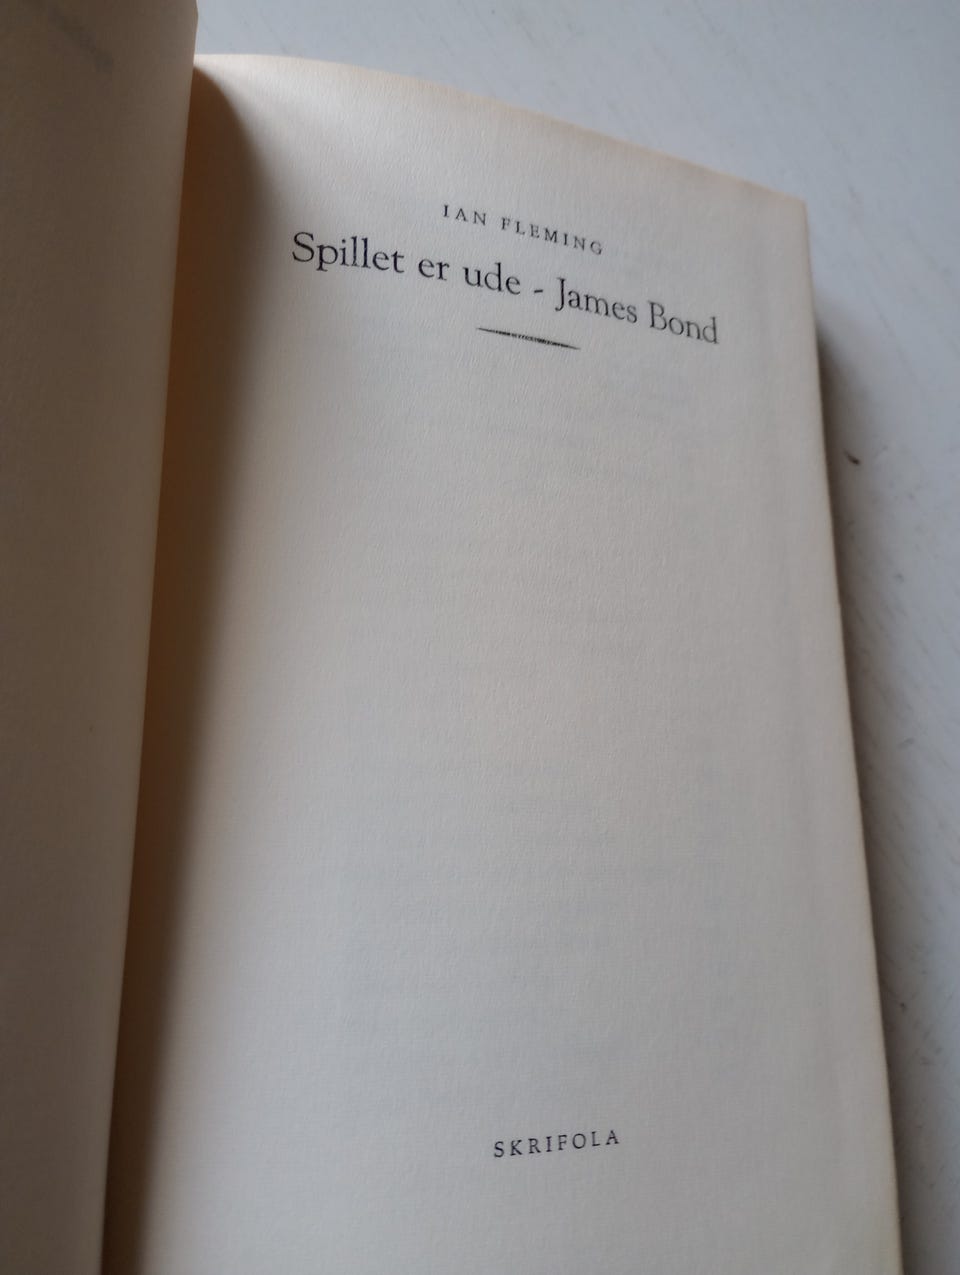 IAN FLEMING
Spillet er ude - James Bond
SKRIFOLA